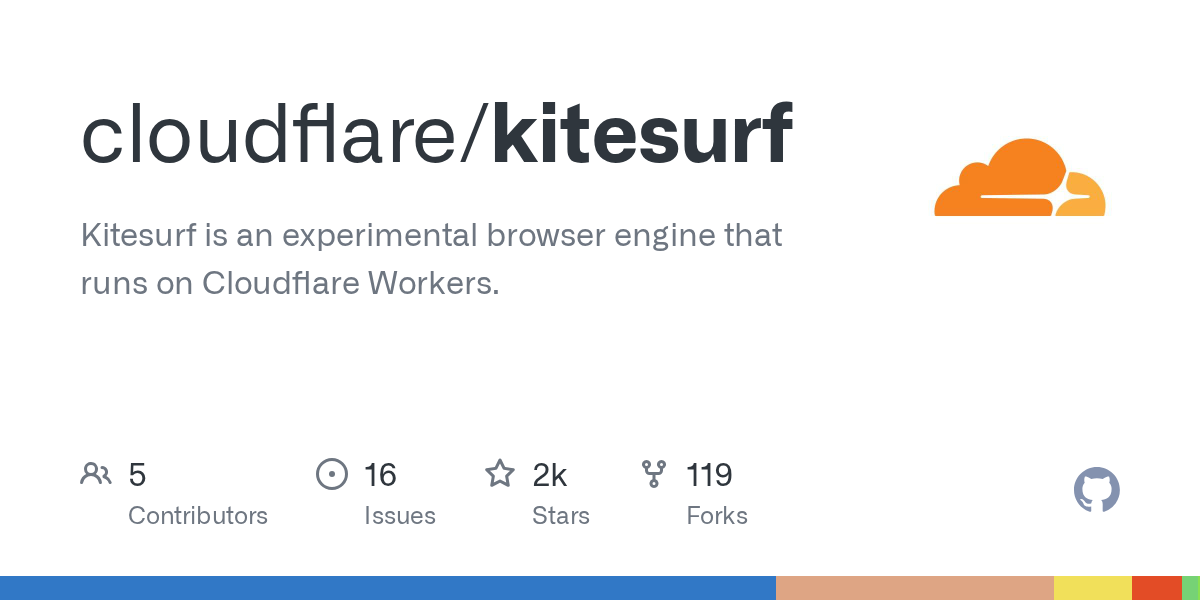 cloudflare/kitesurf
Kitesurf is an experimental browser engine that
runs on Cloudflare Workers.
5
Contributors
16
Issues
2k
Stars
119
Forks